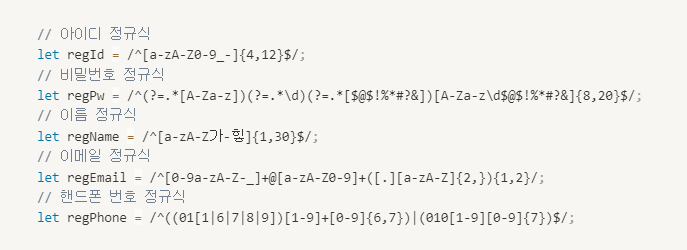 // 아이디 정규식
let regId = /^[a-zA-Z0-9_-]{4,12}$/;
// 비밀번호 정규식
let regPw = /^(?=.*[A-Za-z])(?=.*\d)(?=.*[$@$!%*#?&])[A-Za-z\d$@$!%*#?&]{8,20}$/;
// 이름 정규식
let regName = /^[a-zA-Z가-힣]{1,30}$/;
// 이메일 정규식
let regEmail = /^[0-9a-zA-Z-_]+@[a-zA-Z0-9]+([.][a-zA-Z]{2,}){1,2}/;
// 핸드폰 번호 정규식
let regPhone = /^((01[1|6|7|8|9])[1-9]+[0-9]{6,7})|(010[1-9][0-9]{7})$/;